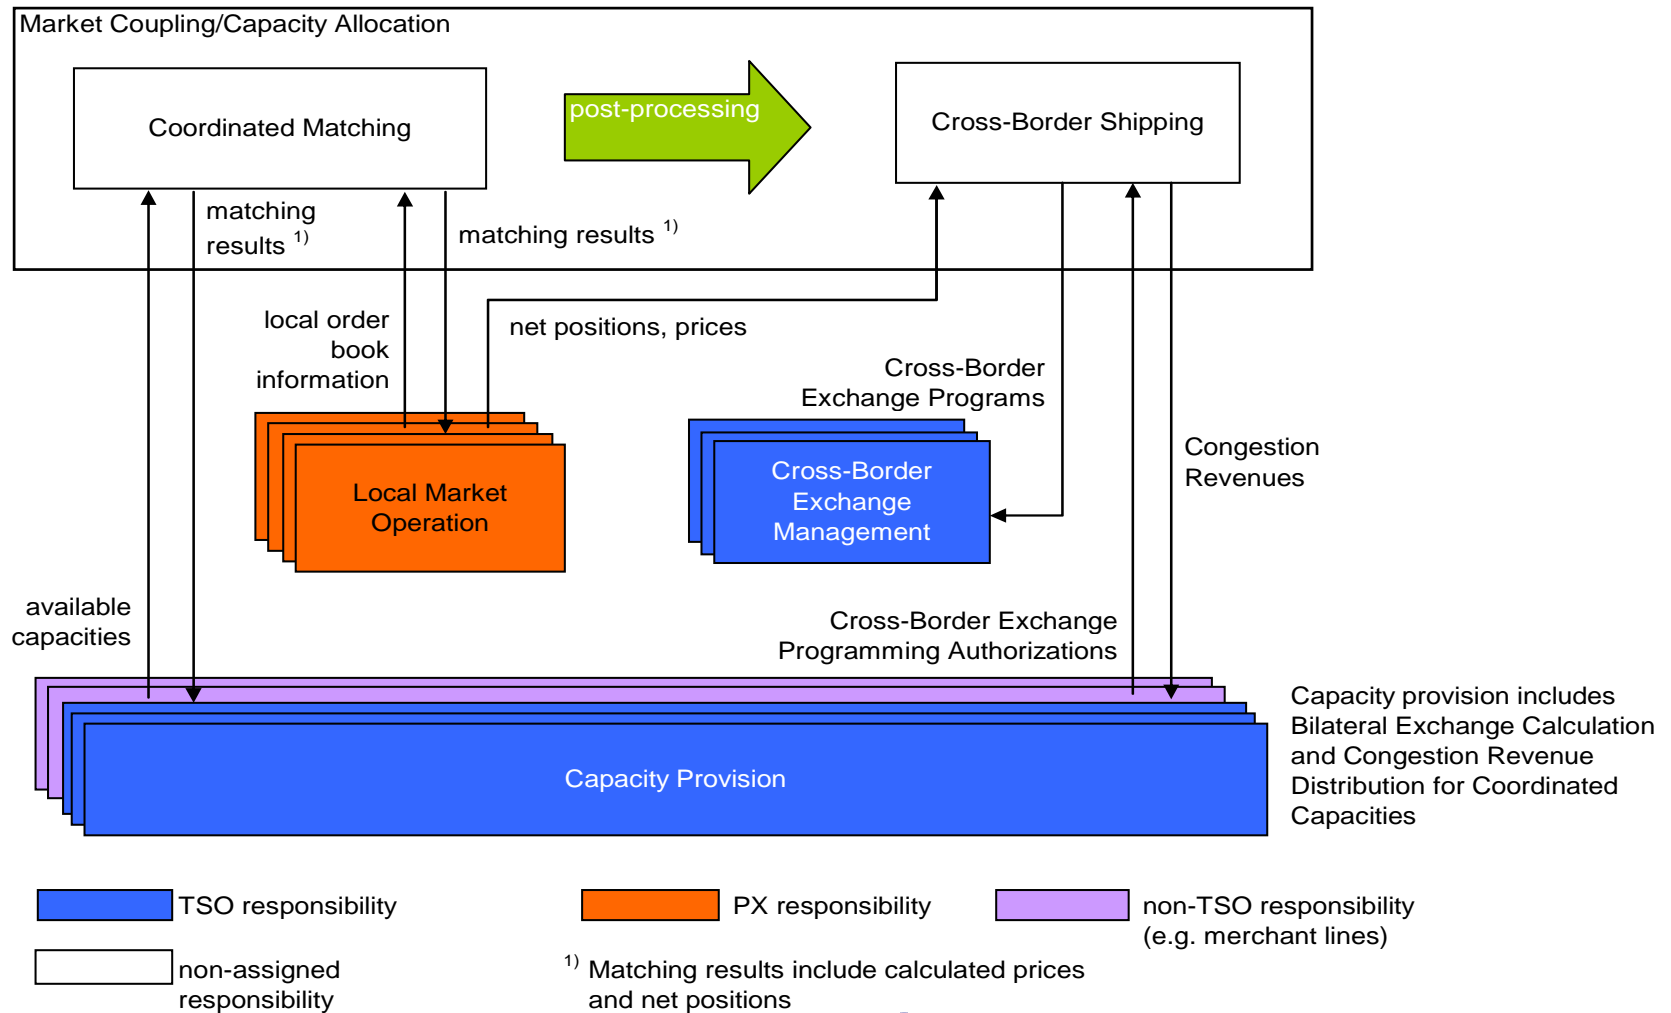 Market Coupling/Capacity Allocation
Coordinated Matching
post-processing
Cross-Border Shipping
matching
results 1)
matching results 1)
local order
book
information
net positions, prices
Cross-Border
Exchange Programs
Congestion
Revenues
Local Market
Operation
Cross-Border
Exchange
Management
available
capacities
Cross-Border Exchange
Programming Authorizations
Capacity Provision
Capacity provision includes
Bilateral Exchange Calculation
and Congestion Revenue
Distribution for Coordinated
Capacities
TSO responsibility
PX responsibility
non-TSO responsibility
(e.g. merchant lines)
non-assigned
responsibility
1) Matching results include calculated prices
and net positions